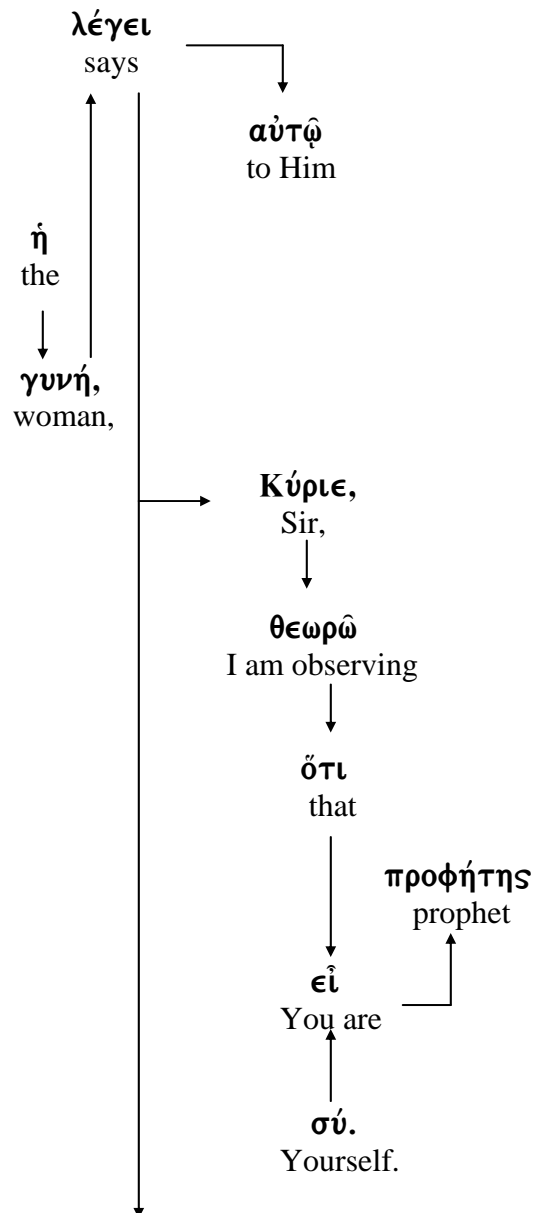 λέγει
says
αὐτῷ
to Him
ἡ
the
γυνή,
woman,
Κύριε,
Sir,
θεωρῶ
I am observing
ὅτι
that
προφήτης
prophet
εἶ
You are
σύ.
Yourself.